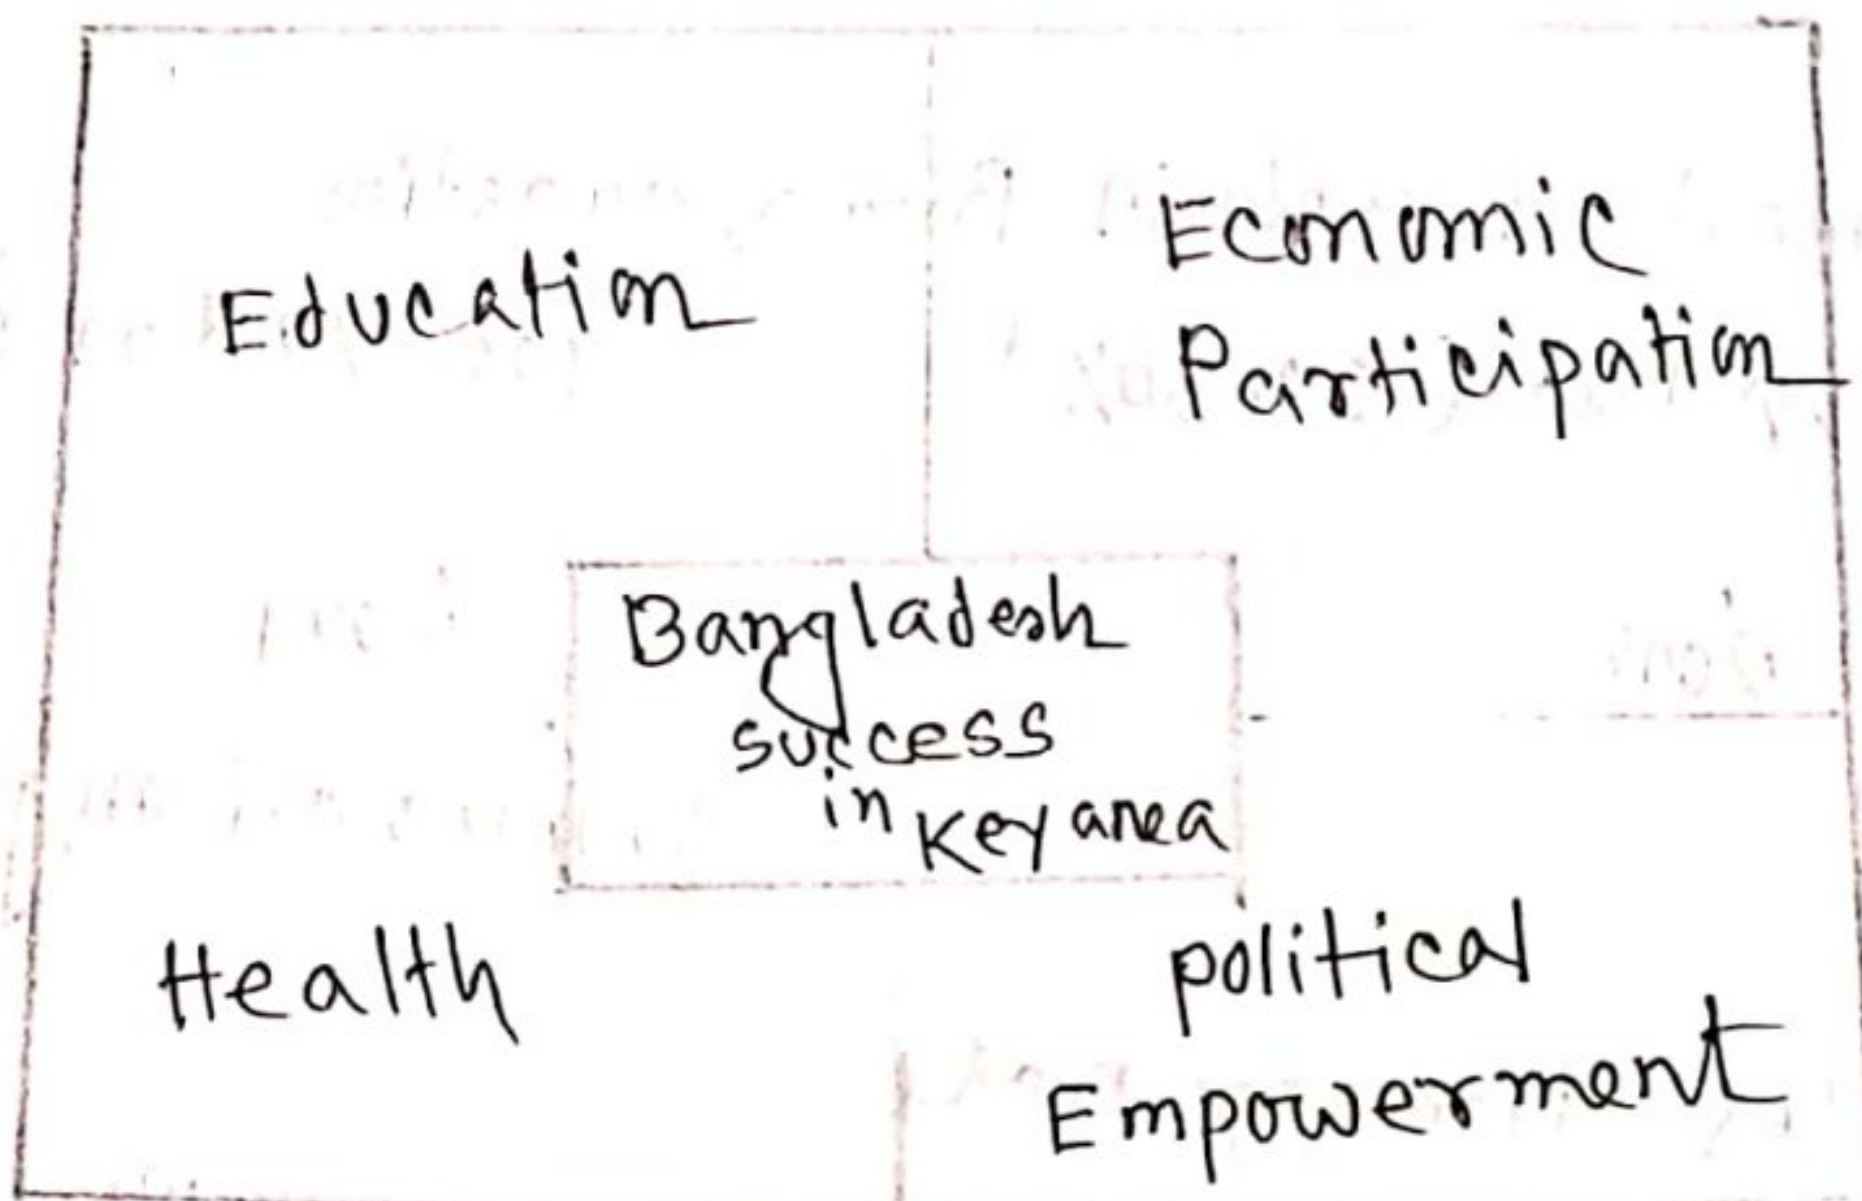 Education
Economic
Participation
Bangladesh
success
in key area
Health
political
Empowerment